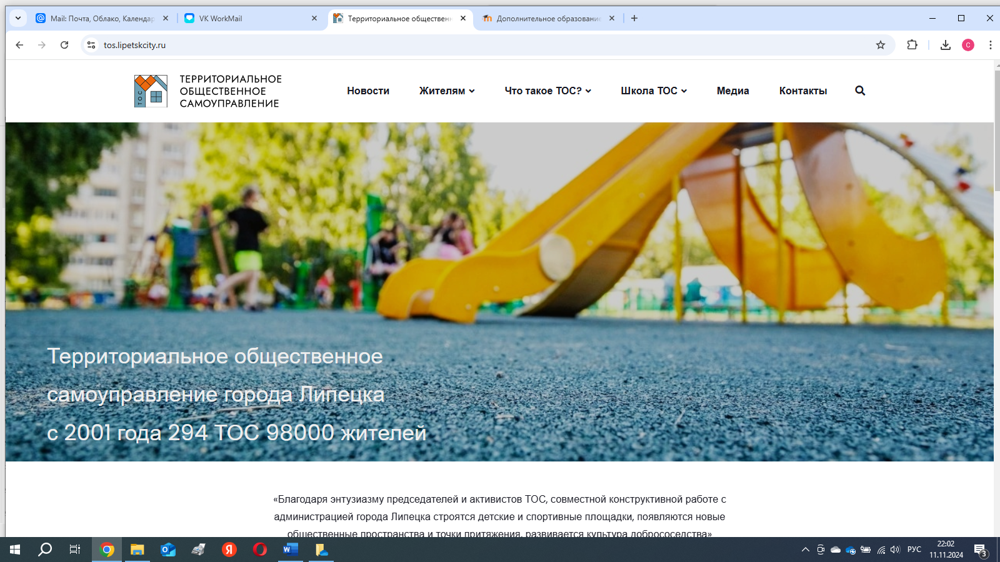 Mail: Почта, Облако, Календар
VK WorkMail
Территориальное обществен
Дополнительное образование
tos.lipetskcity.ru
С
ТОС
ТЕРРИТОРИАЛЬНОЕ
ОБЩЕСТВЕННОЕ
САМОУПРАВЛЕНИЕ
Новости
Жителям
Что такое ТОС?
Школа ТОС
Медиа
Контакты
Территориальное общественное
самоуправление города Липецка
с 2001 года 294 ТОС 98000 жителей
«Благодаря энтузиазму председателей и активистов ТОС, совместной конструктивной работе с
администрацией города Липецка строятся детские и спортивные площадки, появляются новые
общественные пространства и точки притяжения, развивается культура добрососедства»
Я
РУС
22:02
11.11.2024
3